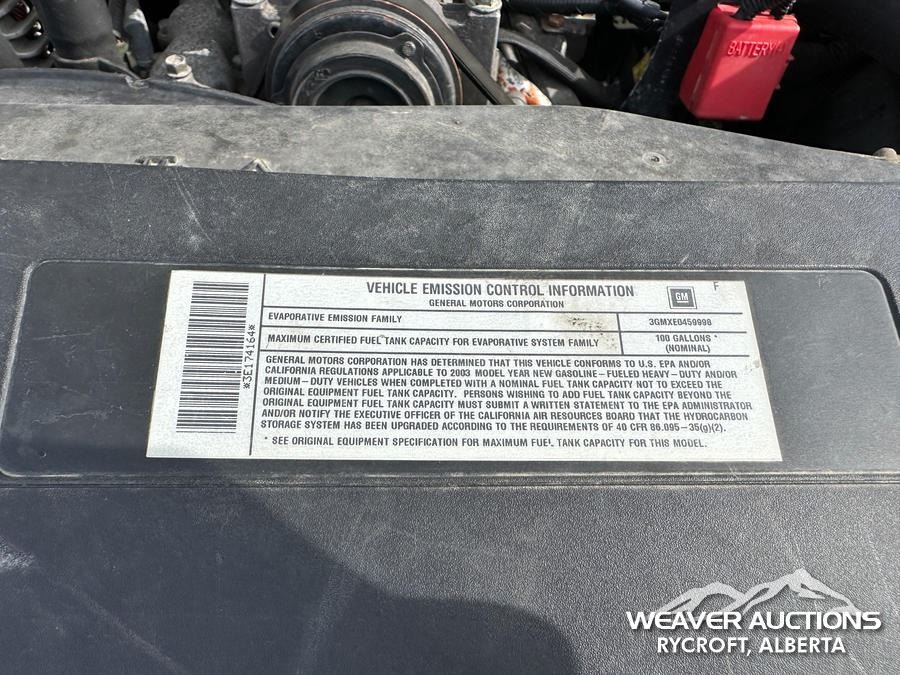 BATTERY
VEHICLE EMISSION CONTROL INFORMATION
GENERAL MOTORS CORPORATION
GM
F
EVAPORATIVE EMISSION FAMILY
3GMXE0459998
MAXIMUM CERTIFIED FUEL TANK CAPACITY FOR EVAPORATIVE SYSTEM FAMILY
100 GALLONS *
(NOMINAL)
*3E174164*
GENERAL MOTORS CORPORATION HAS DETERMINED THAT THIS VEHICLE CONFORMS TO U.S. EPA AND/OR
CALIFORNIA REGULATIONS APPLICABLE TO 2003 MODEL YEAR NEW GASOLINE-FUELED HEAVY-DUTY AND/OR
MEDIUM-DUTY VEHICLES WHEN COMPLETED WITH A NOMINAL FUEL TANK CAPACITY NOT TO EXCEED THE
ORIGINAL EQUIPMENT FUEL TANK CAPACITY. PERSONS WISHING TO ADD FUEL TANK CAPACITY BEYOND THE
ORIGINAL EQUIPMENT FUEL TANK CAPACITY MUST SUBMIT A WRITTEN STATEMENT TO THE EPA ADMINISTRATOR
AND/OR NOTIFY THE EXECUTIVE OFFICER OF THE CALIFORNIA AIR RESOURCES BOARD THAT THE HYDROCARBON
STORAGE SYSTEM HAS BEEN UPGRADED ACCORDING TO THE REQUIREMENTS OF 40 CFR 86.095-35(g)(2).
* SEE ORIGINAL EQUIPMENT SPECIFICATION FOR MAXIMUM FUEL TANK CAPACITY FOR THIS MODEL.
WEAVER AUCTIONS
RYCROFT, ALBERTA